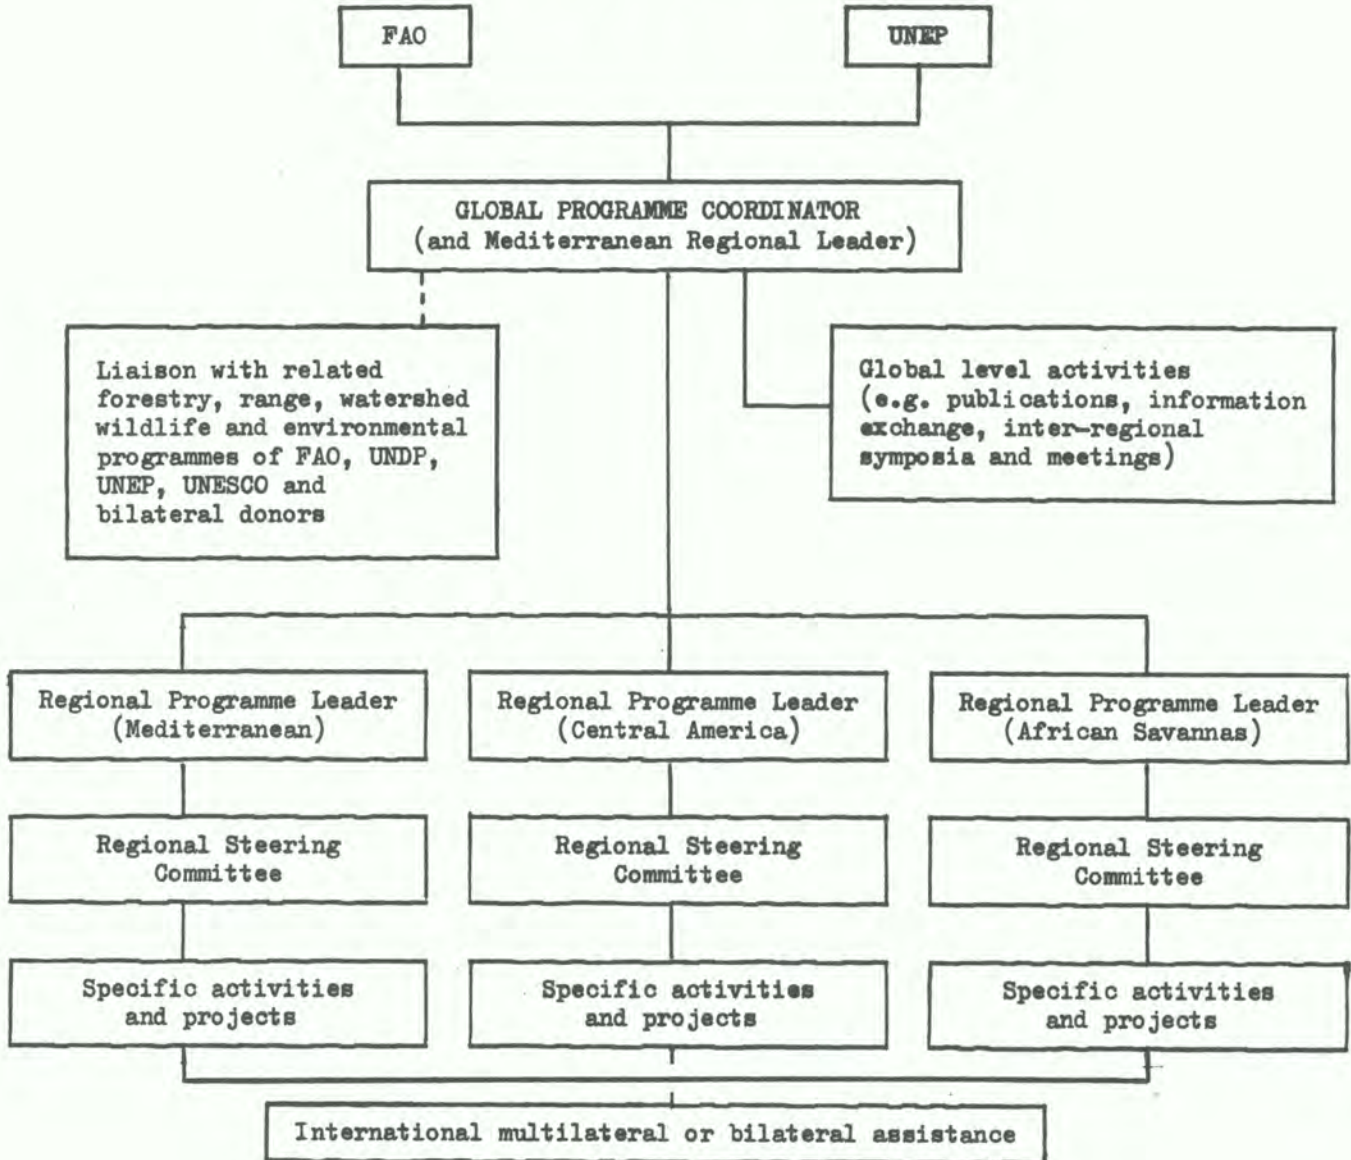 FAO
UNEP
GLOBAL PROGRAMME COORDINATOR
(and Mediterranean Regional Leader)
Liaison with related
forestry, range, watershed
wildlife and environmental
programmes of FAO, UNDP,
UNEP, UNESCO and
bilateral donors
Global level activities
(e.g. publications, information
exchange, inter-regional
symposia and meetings)
Regional Programme Leader
(Mediterranean)
Regional Programme Leader
(Central America)
Regional Programme Leader
(African Savannas)
Regional Steering
Committee
Regional Steering
Committee
Regional Steering
Committee
Specific activities
and projects
Specific activities
and projects
Specific activities
and projects
International multilateral or bilateral assistance